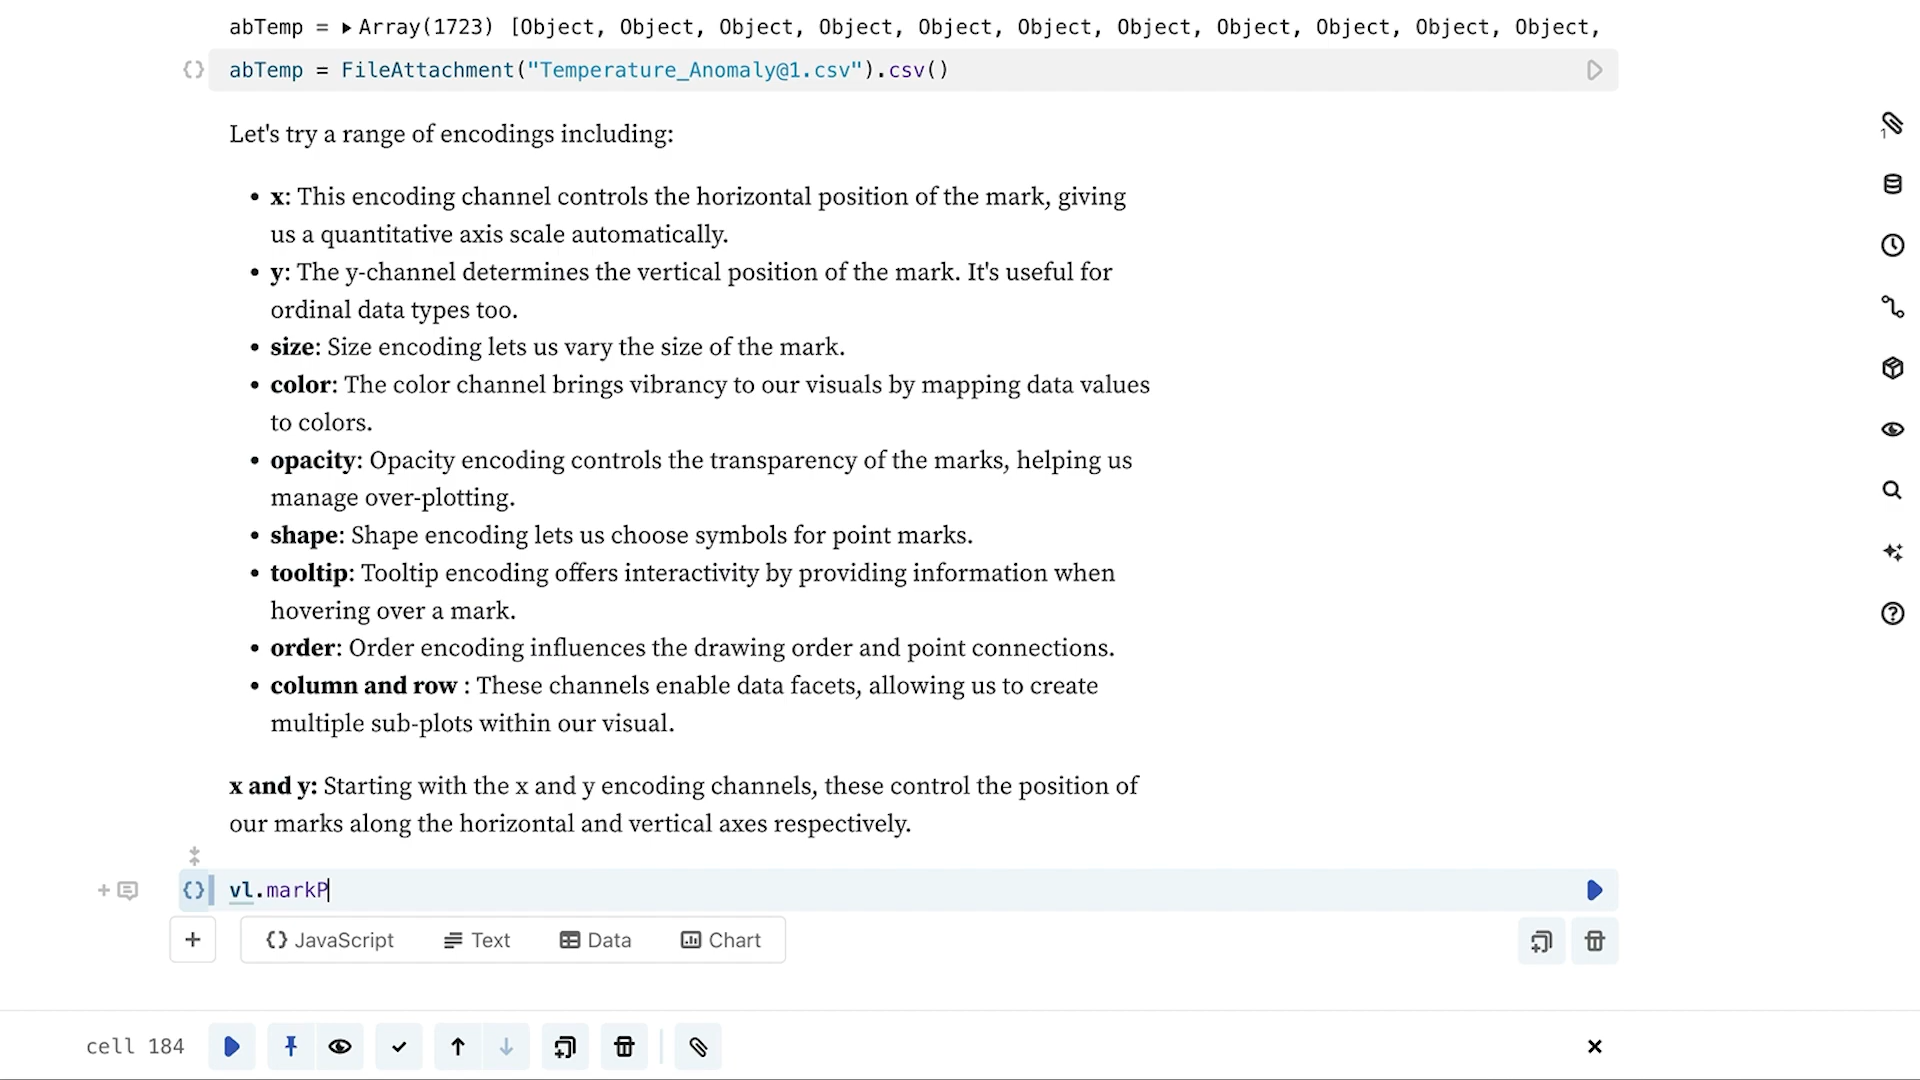 abTemp = ▸Array(1723) [Object, Object, Object, Object, Object, Object, Object, Object, Object, Object, Object,
{} abTemp = FileAttachment("Temperature_Anomaly@1.csv").csv()
Let's try a range of encodings including:
• x: This encoding channel controls the horizontal position of the mark, giving
us a quantitative axis scale automatically.
• y: The y-channel determines the vertical position of the mark. It's useful for
ordinal data types too.
• size: Size encoding lets us vary the size of the mark.
• color: The color channel brings vibrancy to our visuals by mapping data values
to colors.
• opacity: Opacity encoding controls the transparency of the marks, helping us
manage over-plotting.
• shape: Shape encoding lets us choose symbols for point marks.
• tooltip: Tooltip encoding offers interactivity by providing information when
hovering over a mark.
• order: Order encoding influences the drawing order and point connections.
• column and row : These channels enable data facets, allowing us to create
multiple sub-plots within our visual.
x and y: Starting with the x and y encoding channels, these control the position of
our marks along the horizontal and vertical axes respectively.
{} vl.markP
+ {} JavaScript Text Data Chart
cell 184
1